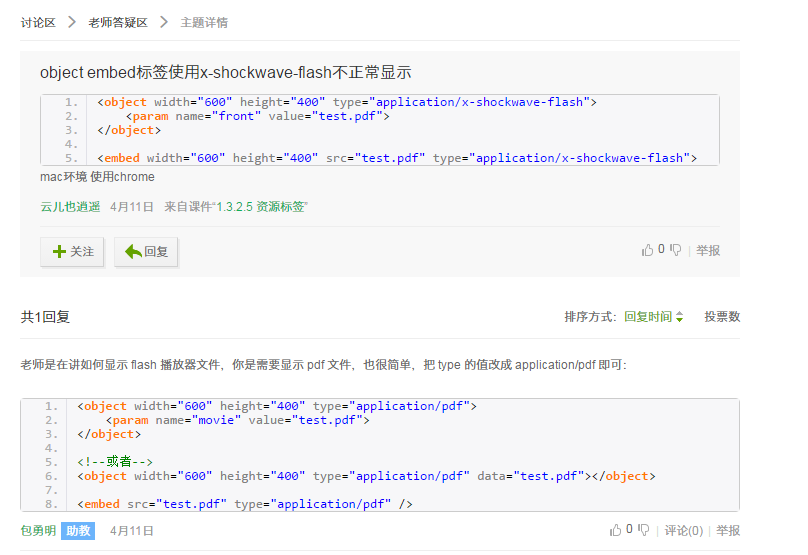 讨论区 > 老师答疑区 > 主题详情
object embed标签使用x-shockwave-flash不正常显示
1. <object width="600" height="400" type="application/x-shockwave-flash">
2. <param name="front" value="test.pdf">
3. </object>
4.
5. <embed width="600" height="400" src="test.pdf" type="application/x-shockwave-flash">
mac环境 使用chrome
云儿也逍遥 4月11日 来自课件“1.3.2.5 资源标签”
关注 回复 0 | 举报
共1回复 排序方式: 回复时间 投票数
老师是在讲如何显示 flash 播放器文件，你是需要显示 pdf 文件，也很简单，把 type 的值改成 application/pdf 即可：
1. <object width="600" height="400" type="application/pdf">
2. <param name="movie" value="test.pdf">
3. </object>
4.
5. <!--或者-->
6. <object width="600" height="400" type="application/pdf" data="test.pdf"></object>
7.
8. <embed src="test.pdf" type="application/pdf" />
包勇明 助教 4月11日 0 | 评论(0) | 举报